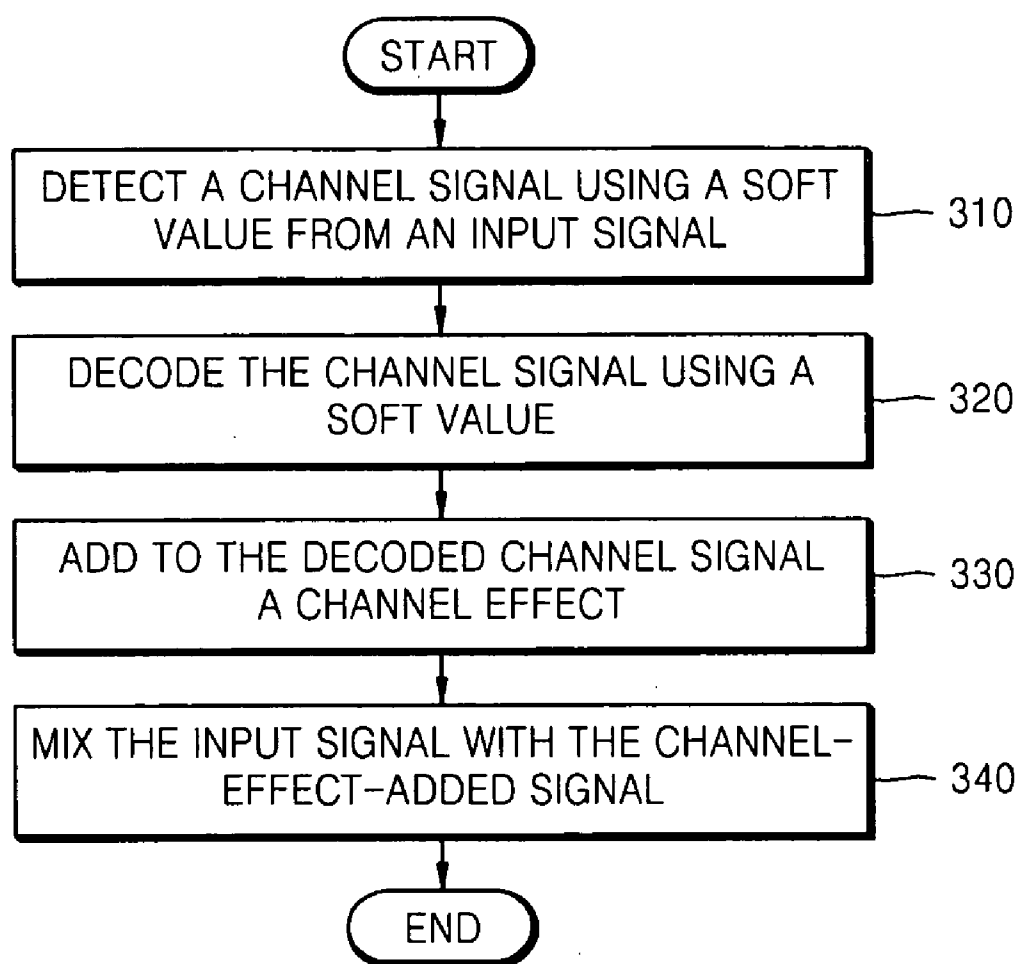 START
DETECT A CHANNEL SIGNAL USING A SOFT
VALUE FROM AN INPUT SIGNAL
310
DECODE THE CHANNEL SIGNAL USING A
SOFT VALUE
320
ADD TO THE DECODED CHANNEL SIGNAL
A CHANNEL EFFECT
330
MIX THE INPUT SIGNAL WITH THE CHANNEL-
EFFECT-ADDED SIGNAL
340
END